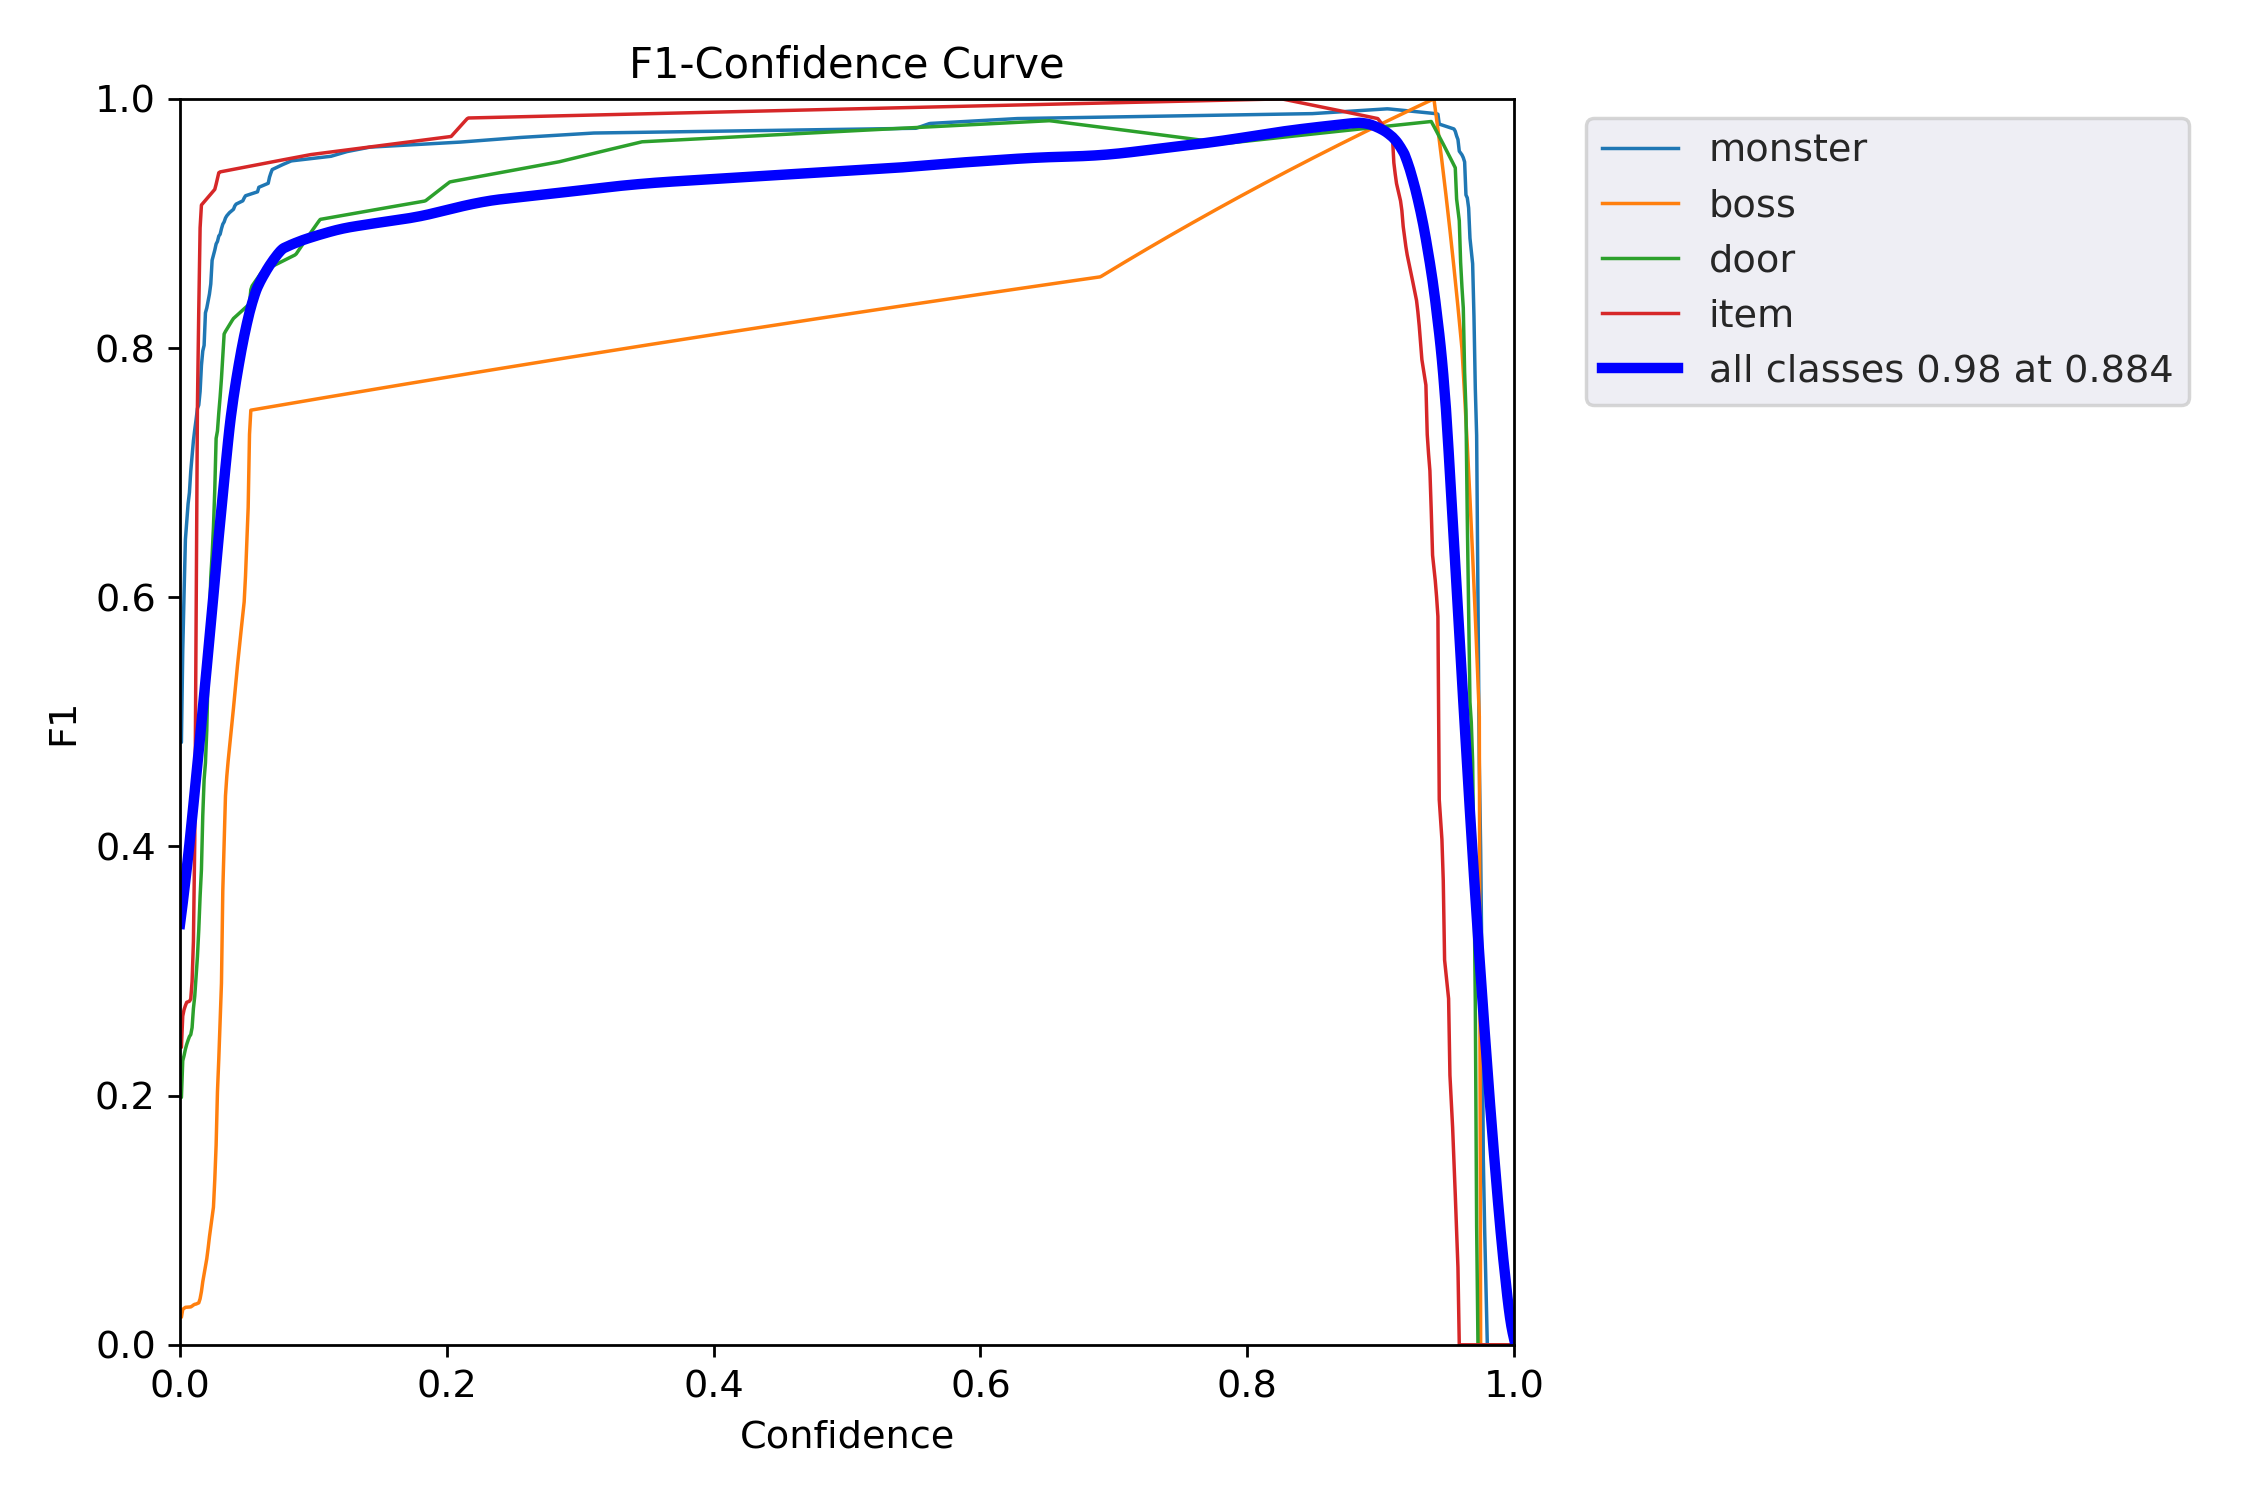 F1-Confidence Curve
1.0
0.8
0.6
0.4
0.2
0.0
F1
0.0 0.2 0.4 0.6 0.8 1.0
Confidence
monster
boss
door
item
all classes 0.98 at 0.884